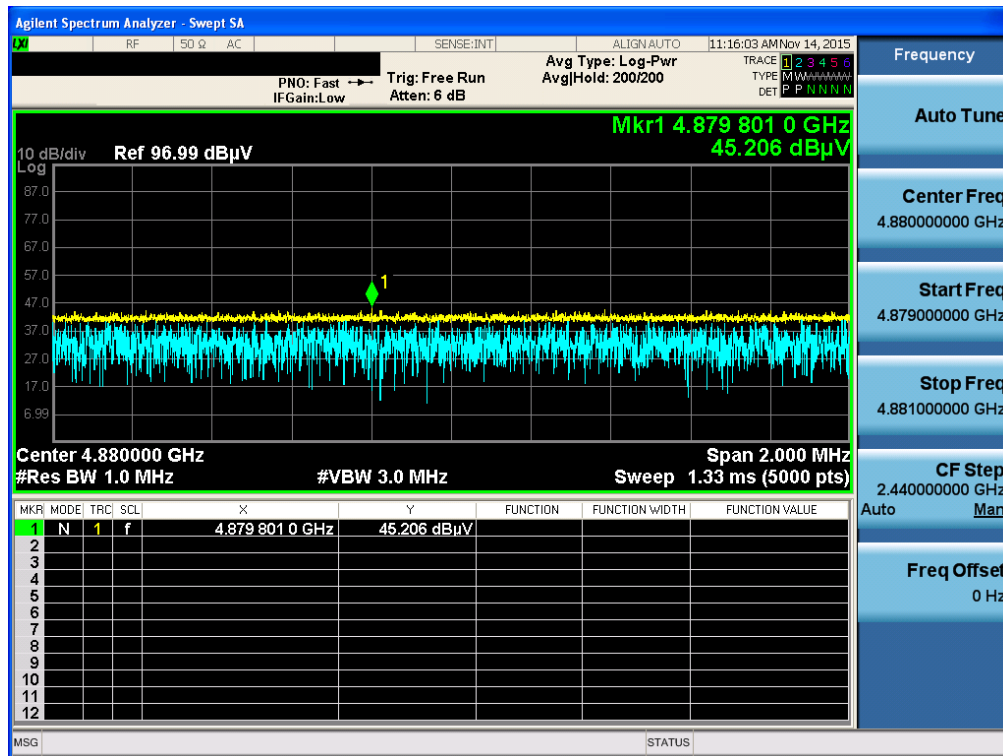 Agilent Spectrum Analyzer - Swept SA
LXI RF 50 Ω AC SENSE:INT ALIGN AUTO 11:16:03 AM Nov 14, 2015
PNO: Fast
IFGain:Low
Trig: Free Run
Atten: 6 dB
Avg Type: Log-Pwr
Avg|Hold: 200/200
TRACE 1 2 3 4 5 6
TYPE M W W W W W
DET P P N N N N
Mkr1 4.879 801 0 GHz
45.206 dBµV
10 dB/div Ref 96.99 dBµV
Log
87.0
77.0
67.0
57.0
47.0
37.0
27.0
17.0
6.99
1
Center 4.880000 GHz Span 2.000 MHz
#Res BW 1.0 MHz #VBW 3.0 MHz Sweep 1.33 ms (5000 pts)
MKR MODE TRC SCL X Y FUNCTION FUNCTION WIDTH FUNCTION VALUE
1 N 1 f 4.879 801 0 GHz 45.206 dBµV
2
3
4
5
6
7
8
9
10
11
12
MSG STATUS
Frequency
Auto Tune
Center Freq
4.880000000 GHz
Start Freq
4.879000000 GHz
Stop Freq
4.881000000 GHz
CF Step
2.440000000 GHz
Auto Man
Freq Offset
0 Hz